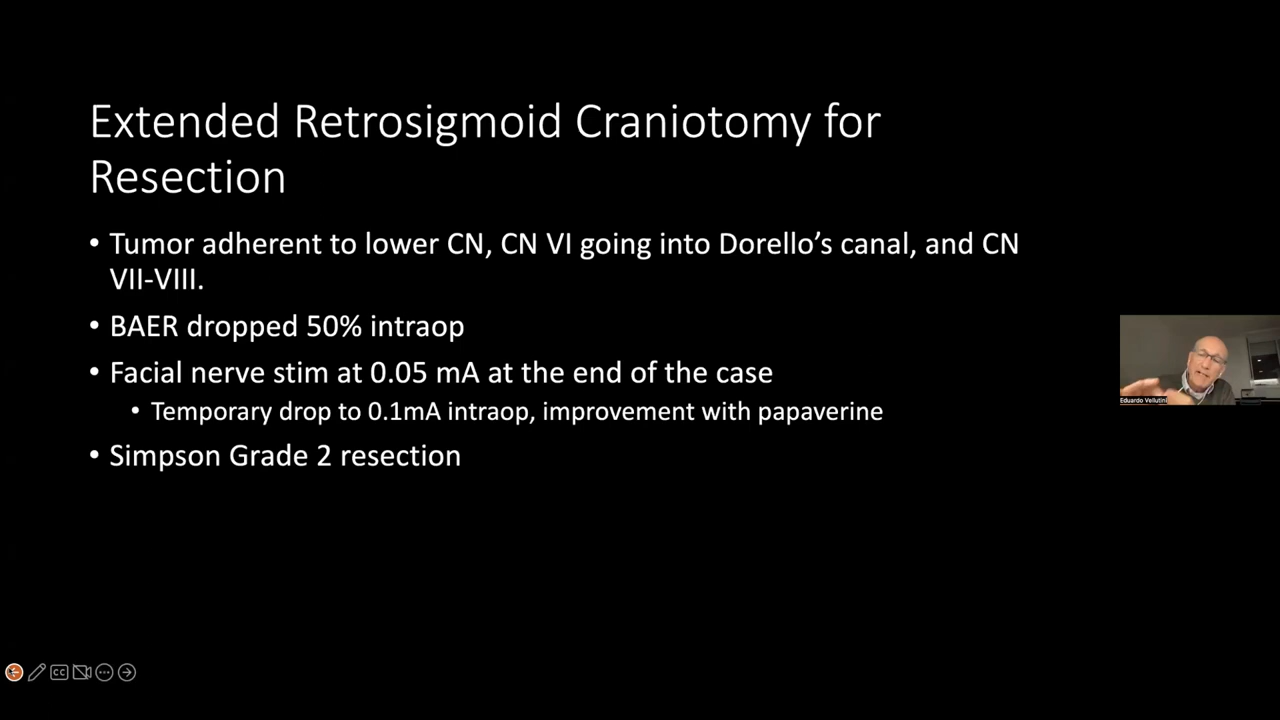 Extended Retrosigmoid Craniotomy for
Resection
• Tumor adherent to lower CN, CN VI going into Dorello’s canal, and CN
VII-VIII.
• BAER dropped 50% intraop
• Facial nerve stim at 0.05 mA at the end of the case
• Temporary drop to 0.1mA intraop, improvement with papaverine
• Simpson Grade 2 resection
Eduardo Vellutini
CC